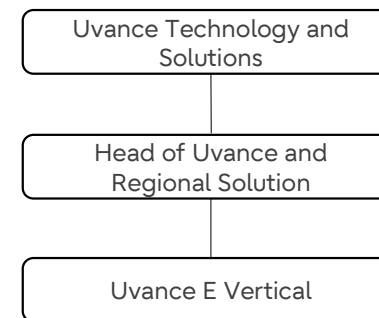 Uvance Technology and
Solutions
Head of Uvance and
Regional Solution
Uvance E Vertical